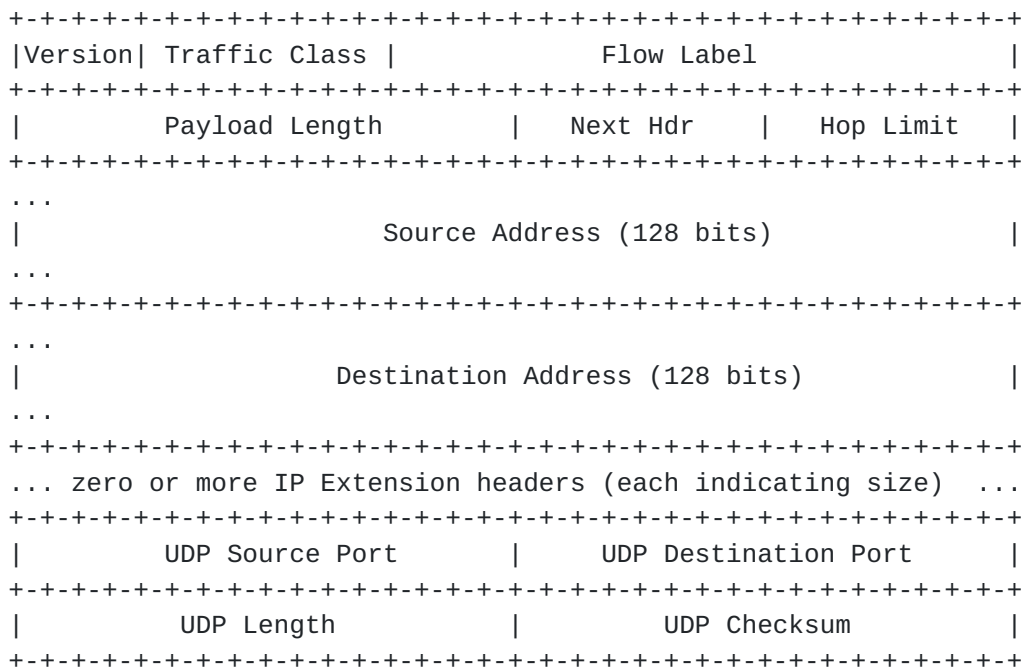 +-+-+-+-+-+-+-+-+-+-+-+-+-+-+-+-+-+-+-+-+-+-+-+-+-+-+-+-+-+-+-+-+
|Version| Traffic Class |             Flow Label                |
+-+-+-+-+-+-+-+-+-+-+-+-+-+-+-+-+-+-+-+-+-+-+-+-+-+-+-+-+-+-+-+-+
|         Payload Length        |   Next Hdr    |   Hop Limit   |
+-+-+-+-+-+-+-+-+-+-+-+-+-+-+-+-+-+-+-+-+-+-+-+-+-+-+-+-+-+-+-+-+
...
|                       Source Address (128 bits)               |
...
+-+-+-+-+-+-+-+-+-+-+-+-+-+-+-+-+-+-+-+-+-+-+-+-+-+-+-+-+-+-+-+-+
...
|                    Destination Address (128 bits)             |
...
+-+-+-+-+-+-+-+-+-+-+-+-+-+-+-+-+-+-+-+-+-+-+-+-+-+-+-+-+-+-+-+-+
... zero or more IP Extension headers (each indicating size)  ...
+-+-+-+-+-+-+-+-+-+-+-+-+-+-+-+-+-+-+-+-+-+-+-+-+-+-+-+-+-+-+-+-+
|         UDP Source Port       |     UDP Destination Port      |
+-+-+-+-+-+-+-+-+-+-+-+-+-+-+-+-+-+-+-+-+-+-+-+-+-+-+-+-+-+-+-+-+
|          UDP Length           |         UDP Checksum          |
+-+-+-+-+-+-+-+-+-+-+-+-+-+-+-+-+-+-+-+-+-+-+-+-+-+-+-+-+-+-+-+-+